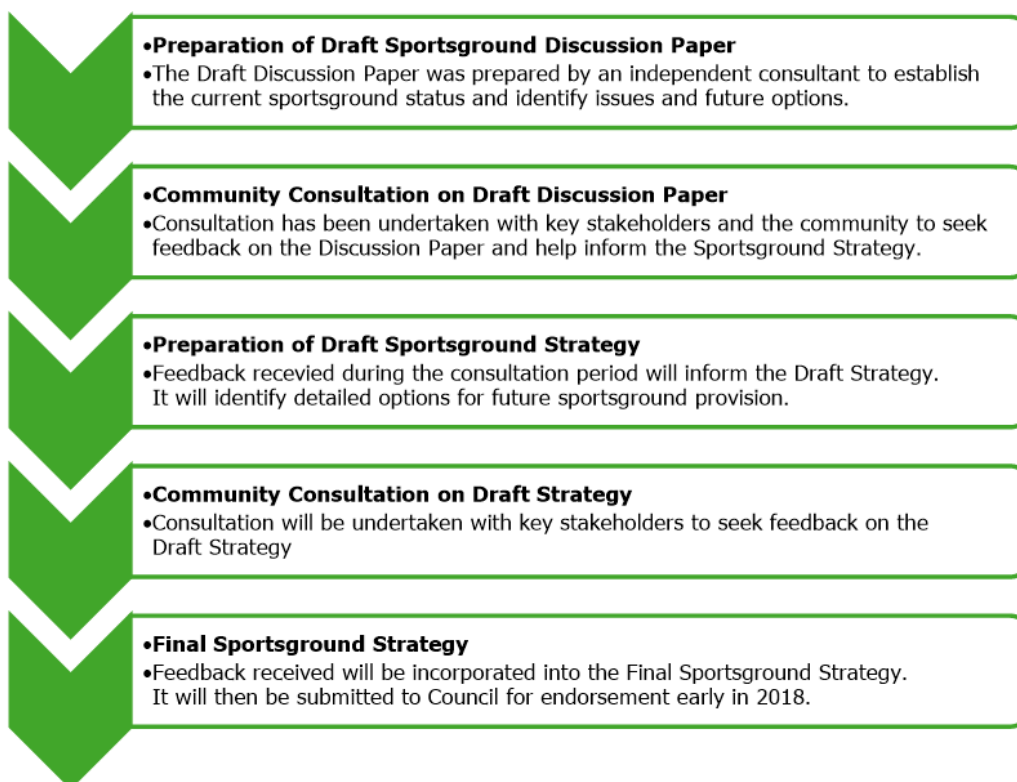 •Preparation of Draft Sportsground Discussion Paper
•The Draft Discussion Paper was prepared by an independent consultant to establish
the current sportsground status and identify issues and future options.
•Community Consultation on Draft Discussion Paper
•Consultation has been undertaken with key stakeholders and the community to seek
feedback on the Discussion Paper and help inform the Sportsground Strategy.
•Preparation of Draft Sportsground Strategy
•Feedback recevied during the consultation period will inform the Draft Strategy.
It will identify detailed options for future sportsground provision.
•Community Consultation on Draft Strategy
•Consultation will be undertaken with key stakeholders to seek feedback on the
Draft Strategy
•Final Sportsground Strategy
•Feedback received will be incorporated into the Final Sportsground Strategy.
It will then be submitted to Council for endorsement early in 2018.